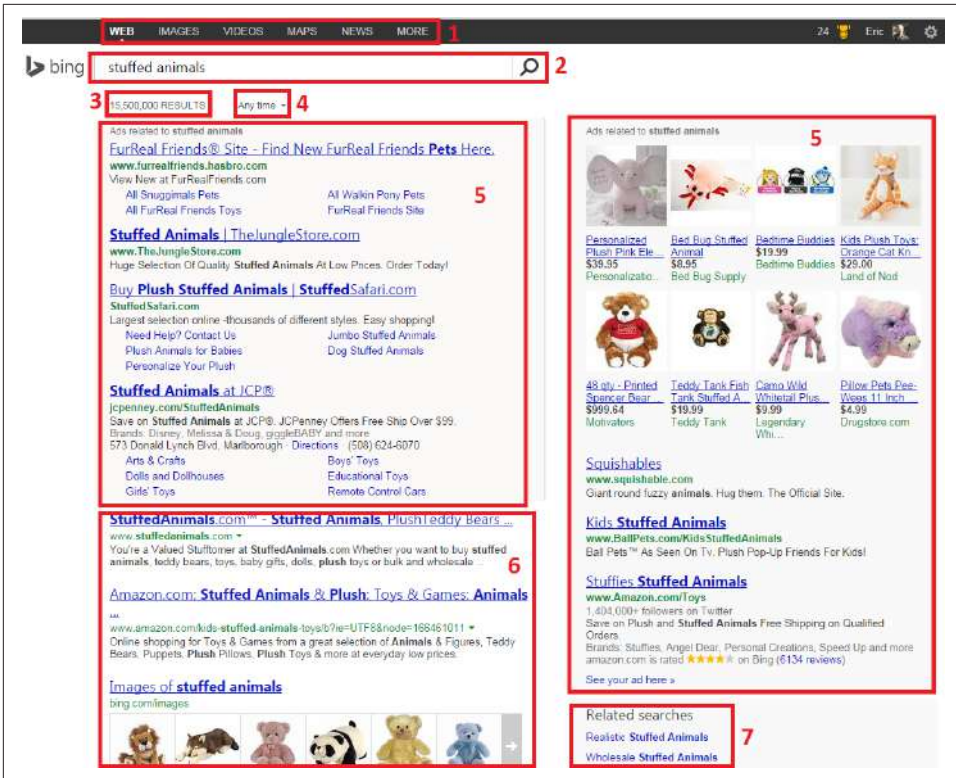 WEB IMAGES VIDEOS MAPS NEWS MORE 1 24 Eric
bing stuffed animals 2
3 15,500,000 RESULTS Any time 4
Ads related to stuffed animals
FurReal Friends® Site - Find New FurReal Friends Pets Here.
www.furrealfriends.hasbro.com
View New at FurRealFriends.com
All Snuggimals Pets All Walkin Pony Pets
All FurReal Friends Toys FurReal Friends Site
5
Stuffed Animals | TheJungleStore.com
www.TheJungleStore.com
Huge Selection Of Quality Stuffed Animals At Low Prices. Order Today!
Buy Plush Stuffed Animals | StuffedSafari.com
StuffedSafari.com
Largest selection online -thousands of different styles. Easy shopping!
Need Help? Contact Us Jumbo Stuffed Animals
Plush Animals for Babies Dog Stuffed Animals
Personalize Your Plush
Stuffed Animals at JCP®
jcpenney.com/StuffedAnimals
Save on Stuffed Animals at JCP®. JCPenney Offers Free Ship Over $99.
Brands: Disney, Melissa & Doug, giggleBABY and more
573 Donald Lynch Blvd, Marlborough · Directions (508) 624-6070
Arts & Crafts Boys' Toys
Dolls and Dollhouses Educational Toys
Girls' Toys Remote Control Cars
StuffedAnimals.com™ - Stuffed Animals, PlushTeddy Bears ...
www.stuffedanimals.com
You're a Valued Stufftomer at StuffedAnimals.com Whether you want to buy stuffed
animals, teddy bears, toys, baby gifts, dolls, plush toys or bulk and wholesale ...
6
Amazon.com: Stuffed Animals & Plush: Toys & Games: Animals
...
www.amazon.com/kids-stuffed-animals-toys/b?ie=UTF8&node=166461011
Online shopping for Toys & Games from a great selection of Animals & Figures, Teddy
Bears, Puppets, Plush Pillows, Plush Toys & more at everyday low prices.
Images of stuffed animals
bing.com/images
Ads related to stuffed animals 5
Personalized Bed Bug Stuffed Bedtime Buddies Kids Plush Toys:
Plush Pink Ele ... Animal $19.99 Orange Cat Kn ...
$39.95 $8.95 Bedtime Buddies $29.00
Personalizatio... Bed Bug Supply Land of Nod
48 qty - Printed Teddy Tank Fish Camo Wild Pillow Pets Pee-
Spencer Bear ... Tank Stuffed A... Whitetail Plus... Wees 11 Inch ...
$999.64 $19.99 $9.99 $4.99
Motivators Teddy Tank Legendary Drugstore.com
Whi...
Squishables
www.squishable.com
Giant round fuzzy animals. Hug them. The Official Site.
Kids Stuffed Animals
www.BallPets.com/KidsStuffedAnimals
Ball Pets™ As Seen On Tv. Plush Pop-Up Friends For Kids!
Stuffies Stuffed Animals
www.Amazon.com/Toys
1,404,000+ followers on Twitter
Save on Plush and Stuffed Animals Free Shipping on Qualified
Orders.
Brands: Stuffies, Angel Dear, Personal Creations, Speed Up and more
amazon.com is rated ★★★★★ on Bing (6134 reviews)
See your ad here »
Related searches
Realistic Stuffed Animals
Wholesale Stuffed Animals
7